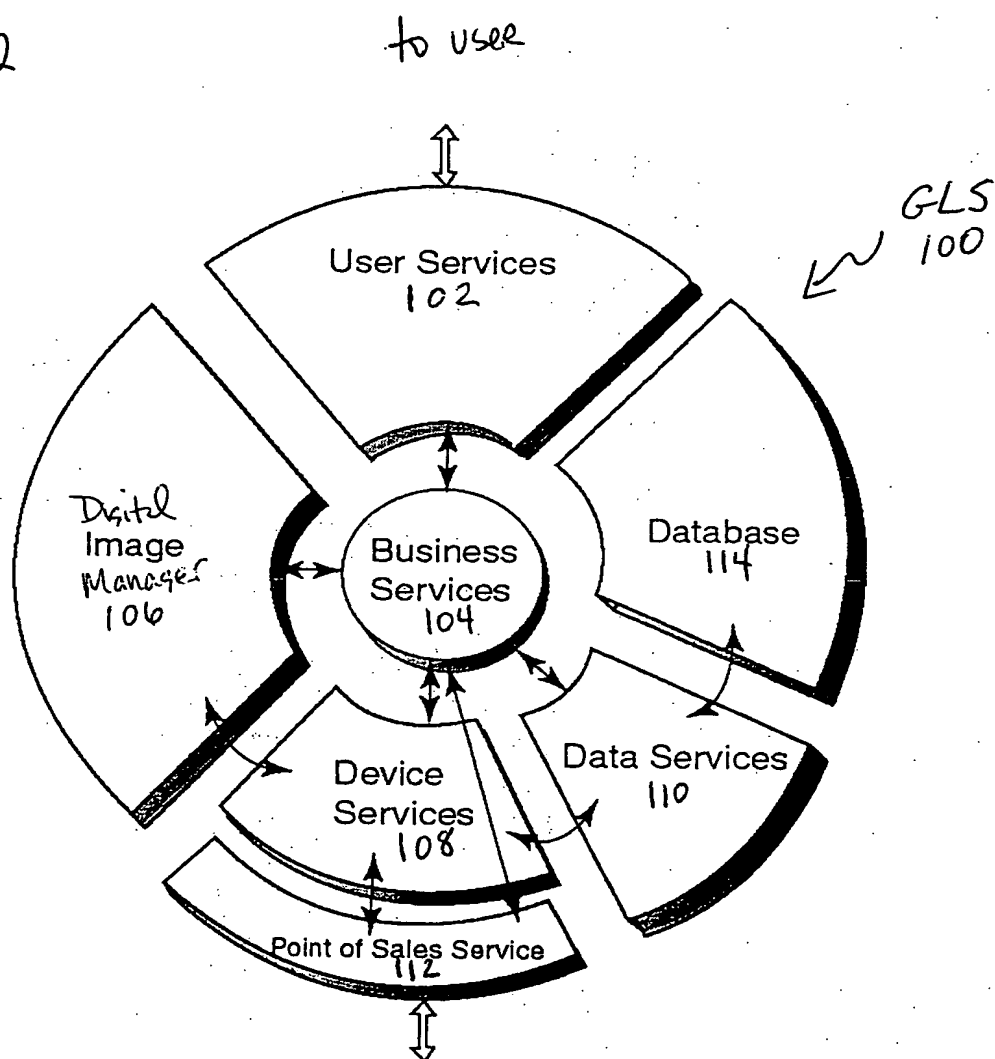 2
to user
GLS
100
User Services
102
Digital
Image
Manager
106
Business
Services
104
Database
114
Device
Services
108
Data Services
110
Point of Sales Service
112